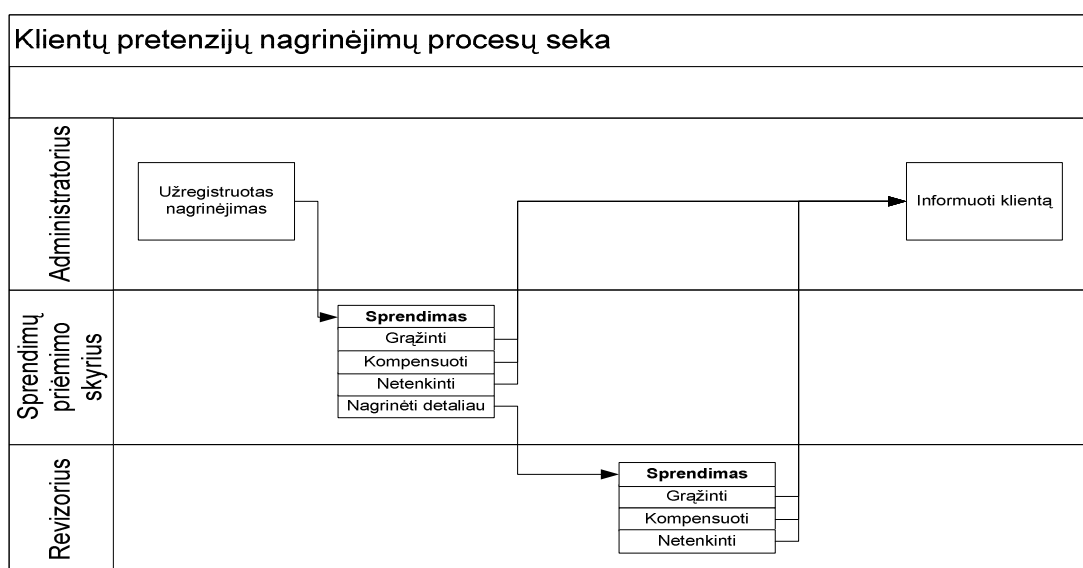 Klientų pretenzijų nagrinėjimų procesų seka
Administratorius
Užregistruotas
nagrinėjimas
Informuoti klientą
Sprendimų
priėmimo
skyrius
Sprendimas
Grąžinti
Kompensuoti
Netenkinti
Nagrinėti detaliau
Revizorius
Sprendimas
Grąžinti
Kompensuoti
Netenkinti